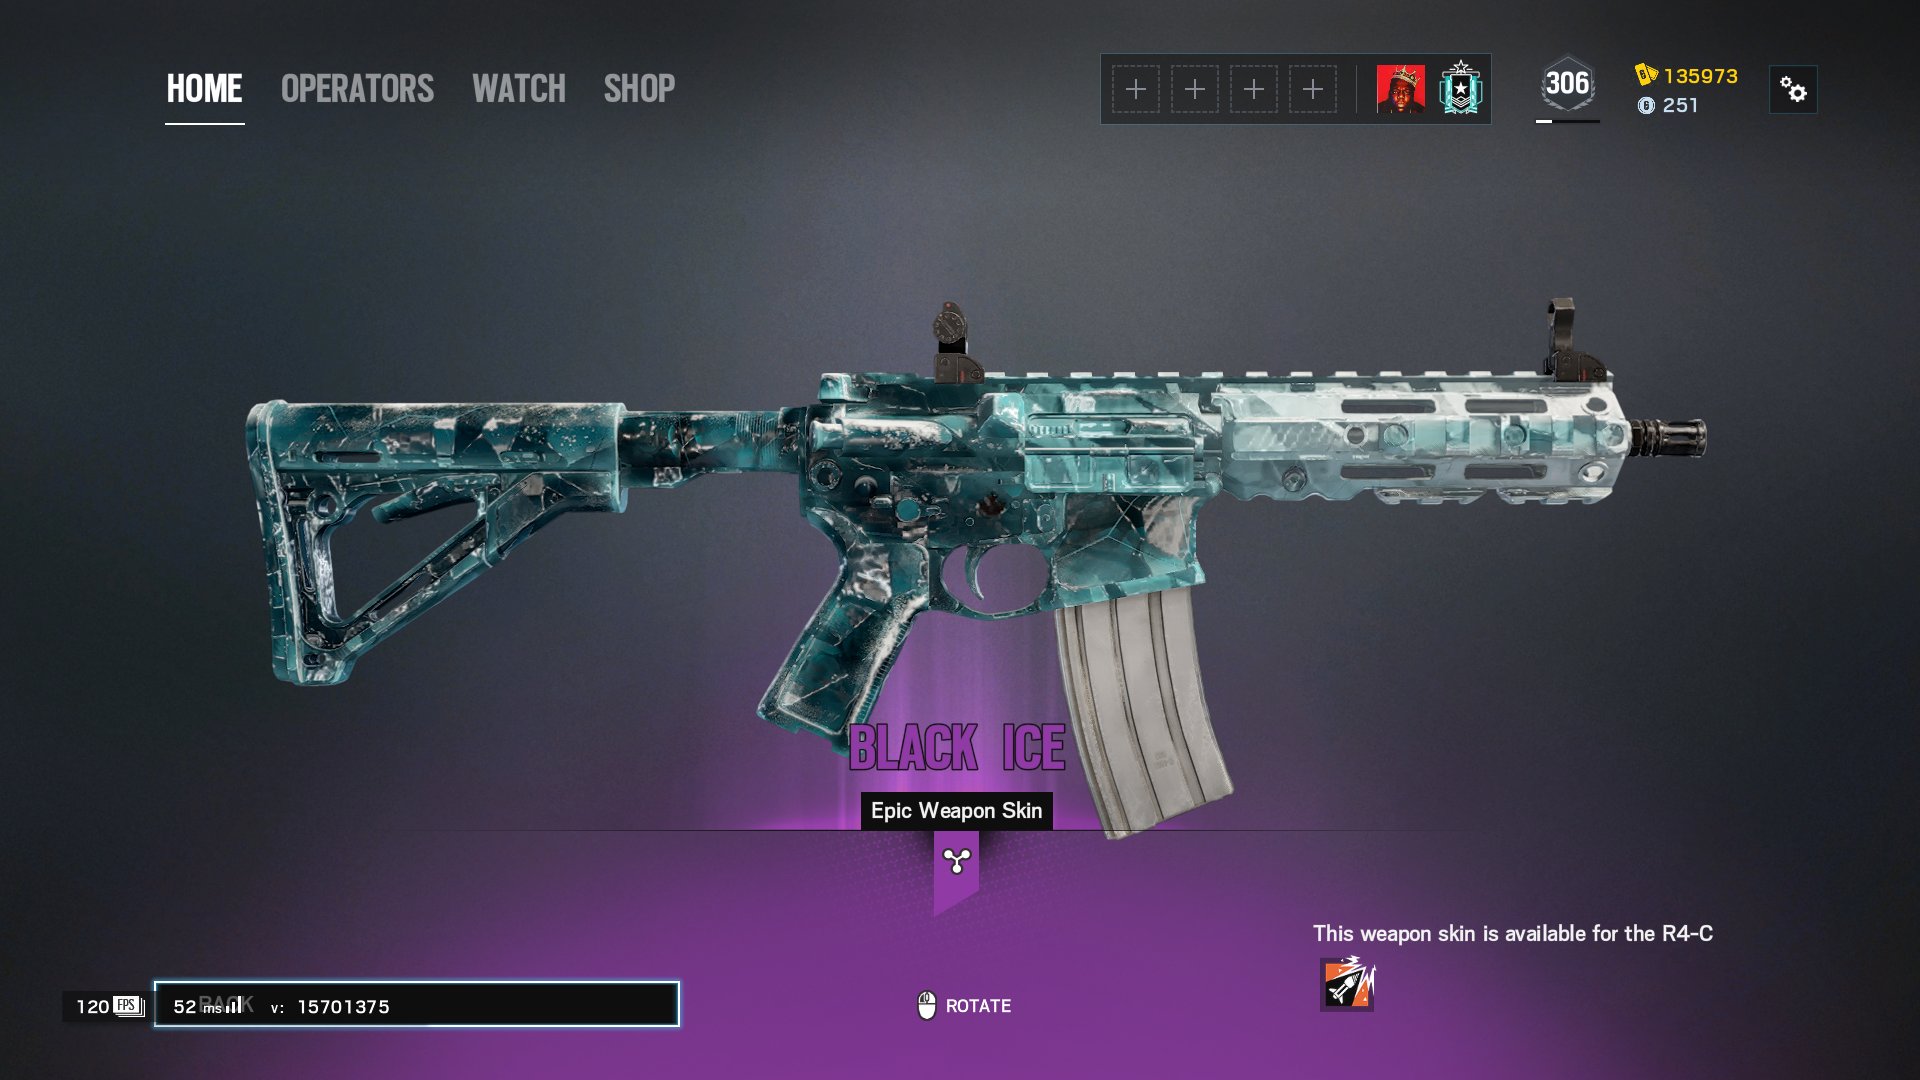 HOME OPERATORS WATCH SHOP
306
135973
251
BLACK ICE
Epic Weapon Skin
This weapon skin is available for the R4-C
120 FPS
BACK
52 ms v: 15701375
ROTATE